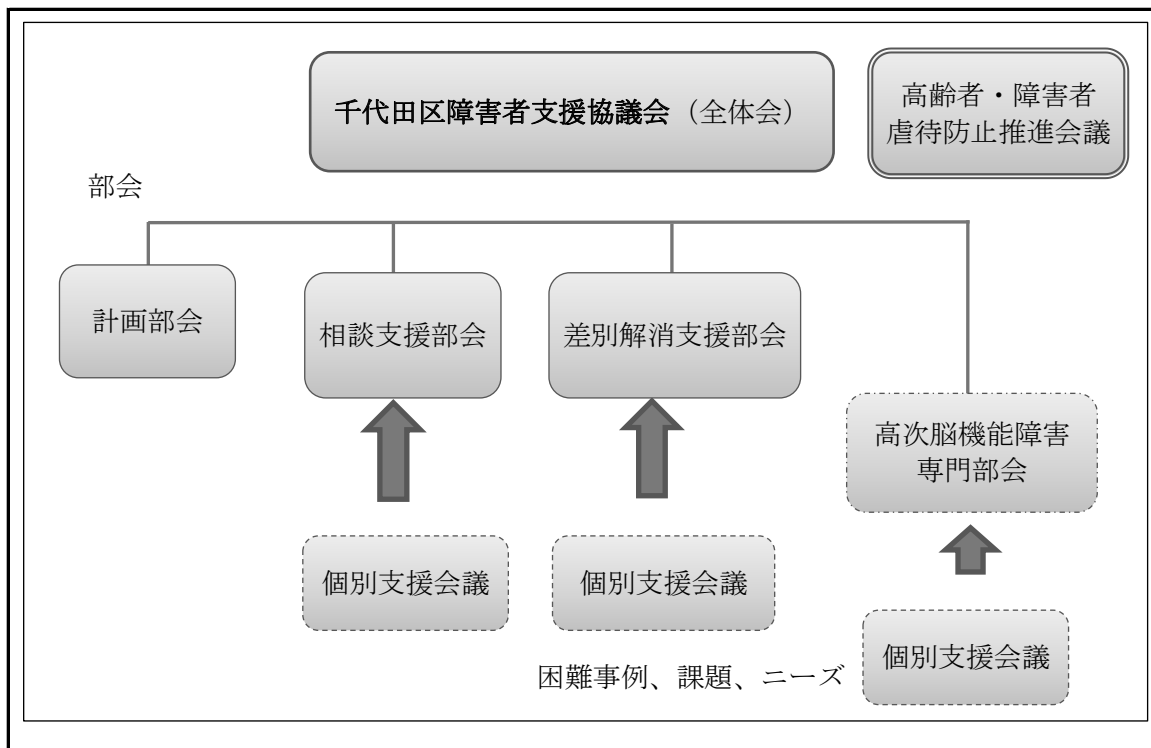 千代田区障害者支援協議会（全体会）
高齢者・障害者
虐待防止推進会議
部会
計画部会
相談支援部会
差別解消支援部会
高次脳機能障害
専門部会
個別支援会議
個別支援会議
個別支援会議
困難事例、課題、ニーズ